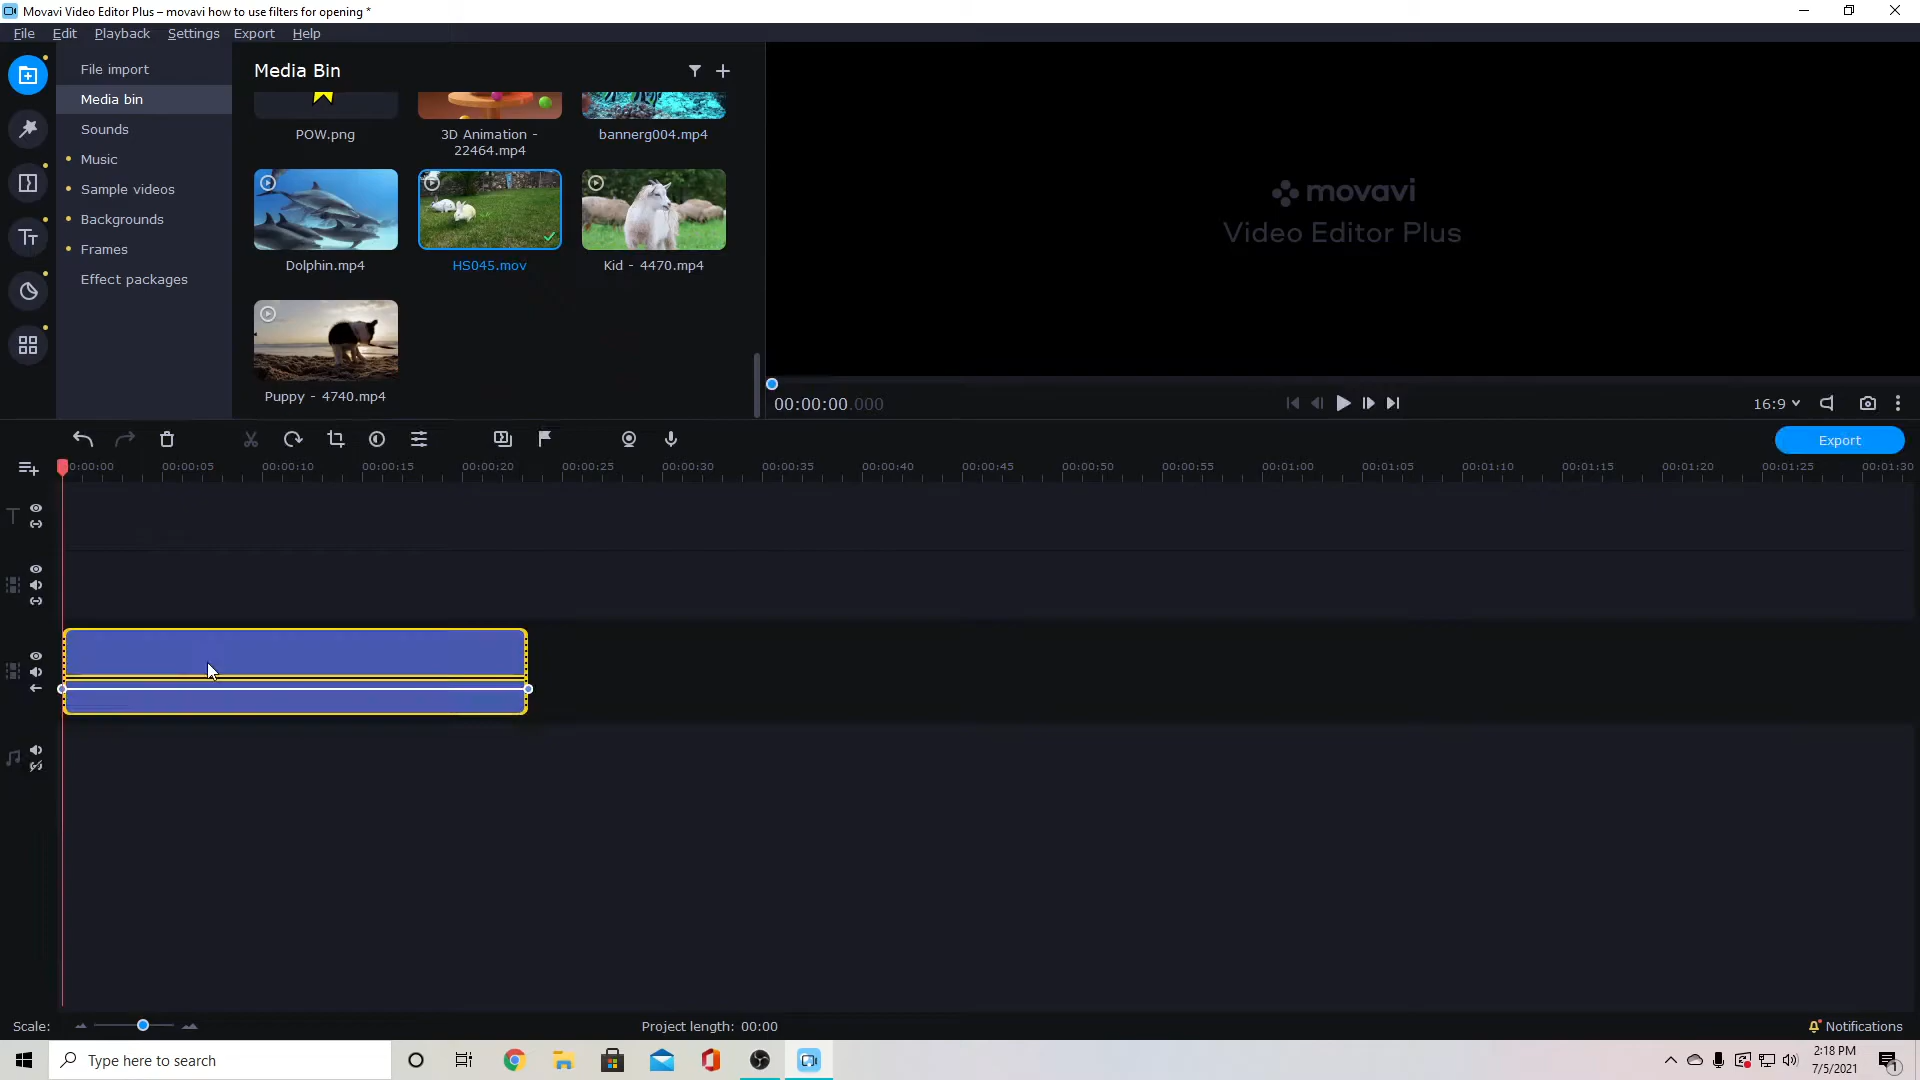 Movavi Video Editor Plus – movavi how to use filters for opening *
File Edit Playback Settings Export Help
File import
Media bin
Sounds
Music
Sample videos
Backgrounds
Frames
Effect packages
Media Bin
POW.png
3D Animation -
22464.mp4
bannerg004.mp4
Dolphin.mp4
HS045.mov
Kid - 4470.mp4
Puppy - 4740.mp4
movavi
Video Editor Plus
00:00:00.000
16:9
Export
0:00:00 00:00:05 00:00:10 00:00:15 00:00:20 00:00:25 00:00:30 00:00:35 00:00:40 00:00:45 00:00:50 00:00:55 00:01:00 00:01:05 00:01:10 00:01:15 00:01:20 00:01:25 00:01:30
Scale:
Project length: 00:00
Notifications
Type here to search
2:18 PM
7/5/2021
1